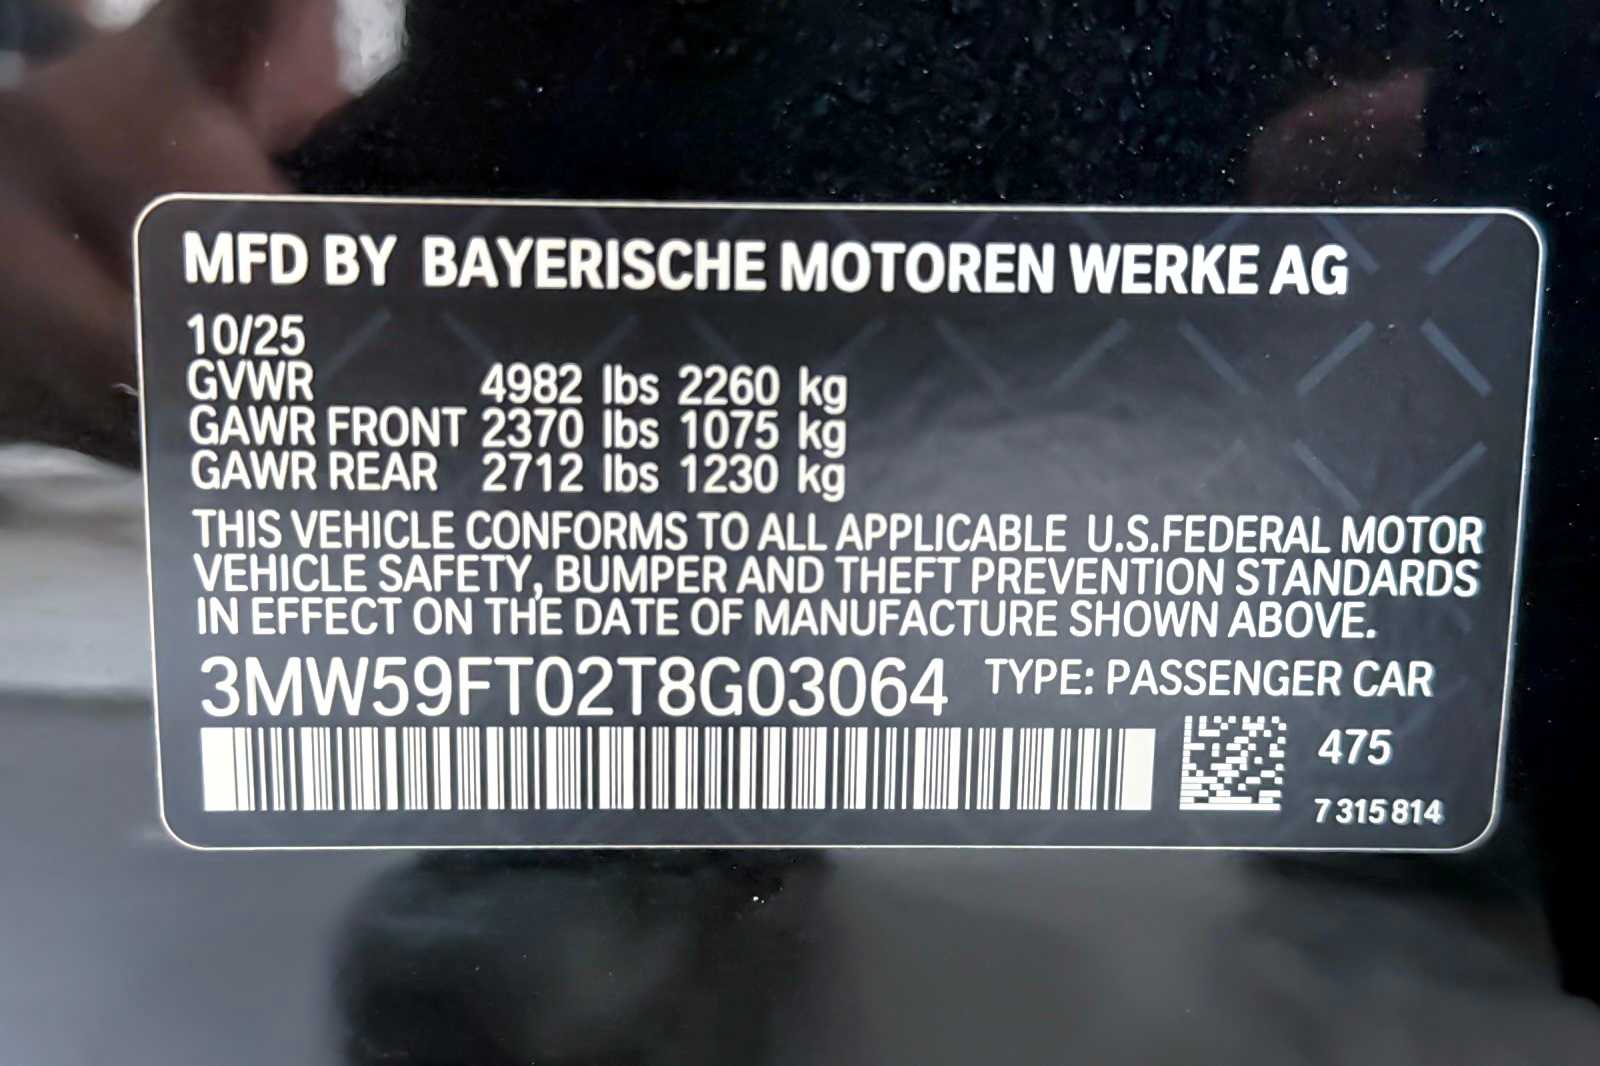 MFD BY BAYERISCHE MOTOREN WERKE AG
10/25
GVWR 4982 lbs 2260 kg
GAWR FRONT 2370 lbs 1075 kg
GAWR REAR 2712 lbs 1230 kg
THIS VEHICLE CONFORMS TO ALL APPLICABLE U.S.FEDERAL MOTOR
VEHICLE SAFETY, BUMPER AND THEFT PREVENTION STANDARDS
IN EFFECT ON THE DATE OF MANUFACTURE SHOWN ABOVE.
3MW59FT02T8G03064 TYPE: PASSENGER CAR
475
7 315 814